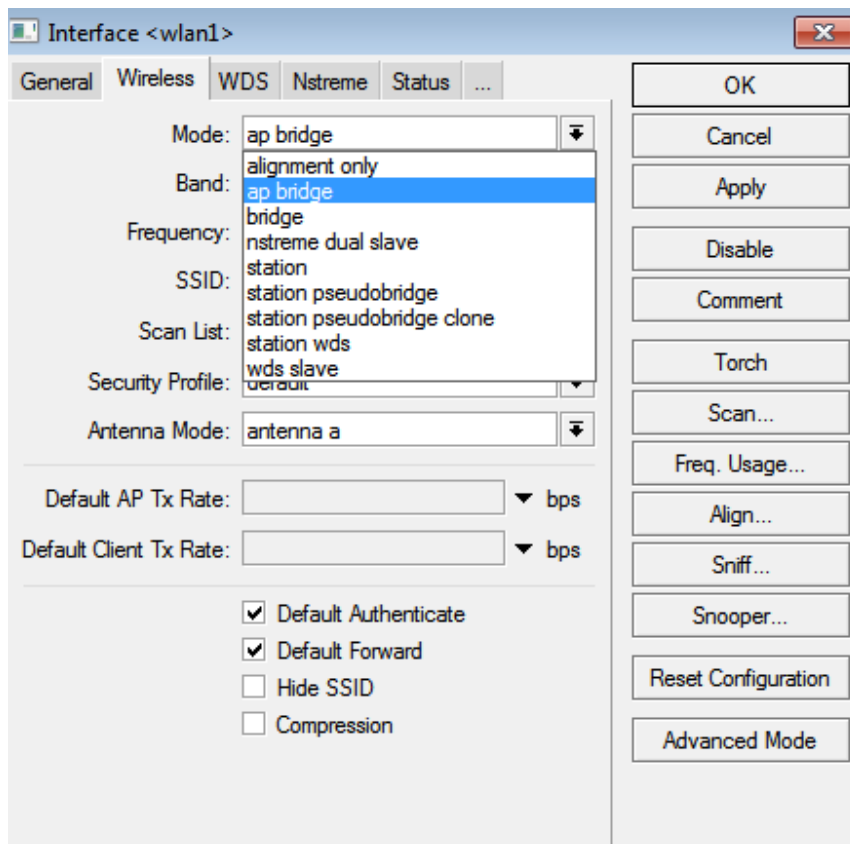 Interface <wlan1>
General Wireless WDS Nstreme Status ...
Mode: ap bridge
alignment only
ap bridge
bridge
nstreme dual slave
station
station pseudobridge
station pseudobridge clone
station wds
wds slave
Band:
Frequency:
SSID:
Scan List:
Security Profile: default
Antenna Mode: antenna a
Default AP Tx Rate: bps
Default Client Tx Rate: bps
Default Authenticate
Default Forward
Hide SSID
Compression
OK
Cancel
Apply
Disable
Comment
Torch
Scan...
Freq. Usage...
Align...
Sniff...
Snooper...
Reset Configuration
Advanced Mode